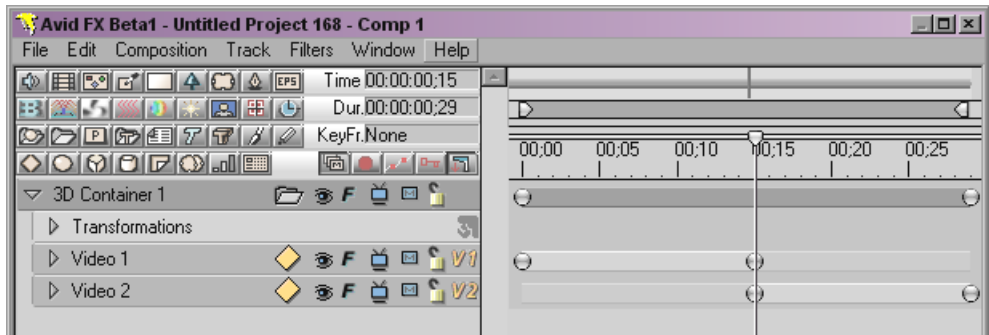 Avid FX Beta1 - Untitled Project 168 - Comp 1
File Edit Composition Track Filters Window Help
EPS Time 00:00:00;15
Dur. 00:00:00;29
P T T KeyFr. None
00;00 00;05 00;10 00;15 00;20 00;25
3D Container 1 F M
Transformations
Video 1 F M V1
Video 2 F M V2